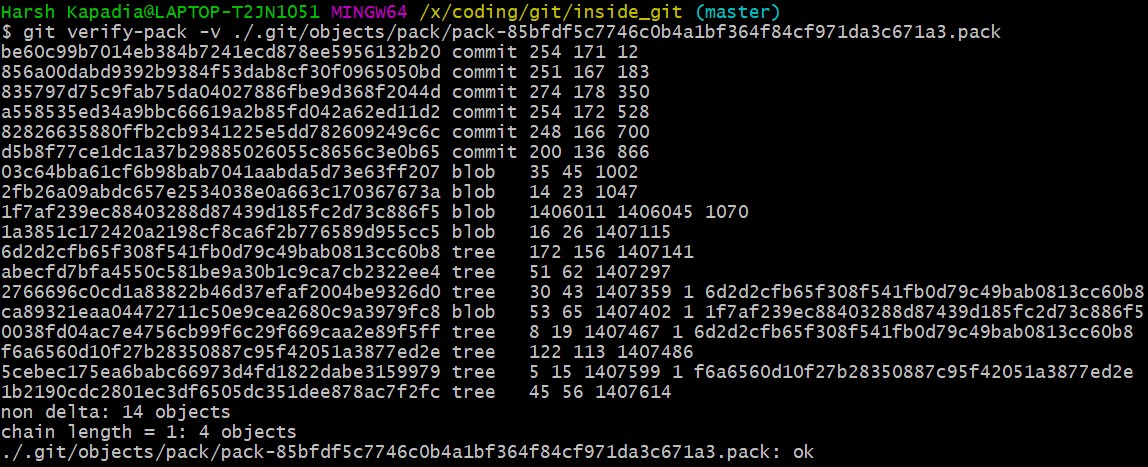 Harsh Kapadia@LAPTOP-T2JN1O51 MINGW64 /x/coding/git/inside_git (master)
$ git verify-pack -v ./.git/objects/pack/pack-85bfdf5c7746c0b4a1bf364f84cf971da3c671a3.pack
be60c99b7014eb384b7241ecd878ee5956132b20 commit 254 171 12
856a00dabd9392b9384f53dab8cf30f0965050bd commit 251 167 183
835797d75c9fab75da04027886fbe9d368f2044d commit 274 178 350
a558535ed34a9bbc66619a2b85fd042a62ed11d2 commit 254 172 528
82826635880ffb2cb9341225e5dd782609249c6c commit 248 166 700
d5b8f77ce1dc1a37b29885026055c8656c3e0b65 commit 200 136 866
03c64bba61cf6b98bab7041aabda5d73e63ff207 blob   35 45 1002
2fb26a09abdc657e2534038e0a663c170367673a blob   14 23 1047
1f7af239ec88403288d87439d185fc2d73c886f5 blob   1406011 1406045 1070
1a3851c172420a2198cf8ca6f2b776589d955cc5 blob   16 26 1407115
6d2d2cfb65f308f541fb0d79c49bab0813cc60b8 tree   172 156 1407141
abecfd7bfa4550c581be9a30b1c9ca7cb2322ee4 tree   51 62 1407297
2766696c0cd1a83822b46d37efaf2004be9326d0 tree   30 43 1407359 1 6d2d2cfb65f308f541fb0d79c49bab0813cc60b8
ca89321eaa04472711c50e9cea2680c9a3979fc8 blob   53 65 1407402 1 1f7af239ec88403288d87439d185fc2d73c886f5
0038fd04ac7e4756cb99f6c29f669caa2e89f5ff tree   8 19 1407467 1 6d2d2cfb65f308f541fb0d79c49bab0813cc60b8
f6a6560d10f27b28350887c95f42051a3877ed2e tree   122 113 1407486
5cebec175ea6babc66973d4fd1822dabe3159979 tree   5 15 1407599 1 f6a6560d10f27b28350887c95f42051a3877ed2e
1b2190cdc2801ec3df6505dc351dee878ac7f2fc tree   45 56 1407614
non delta: 14 objects
chain length = 1: 4 objects
./.git/objects/pack/pack-85bfdf5c7746c0b4a1bf364f84cf971da3c671a3.pack: ok